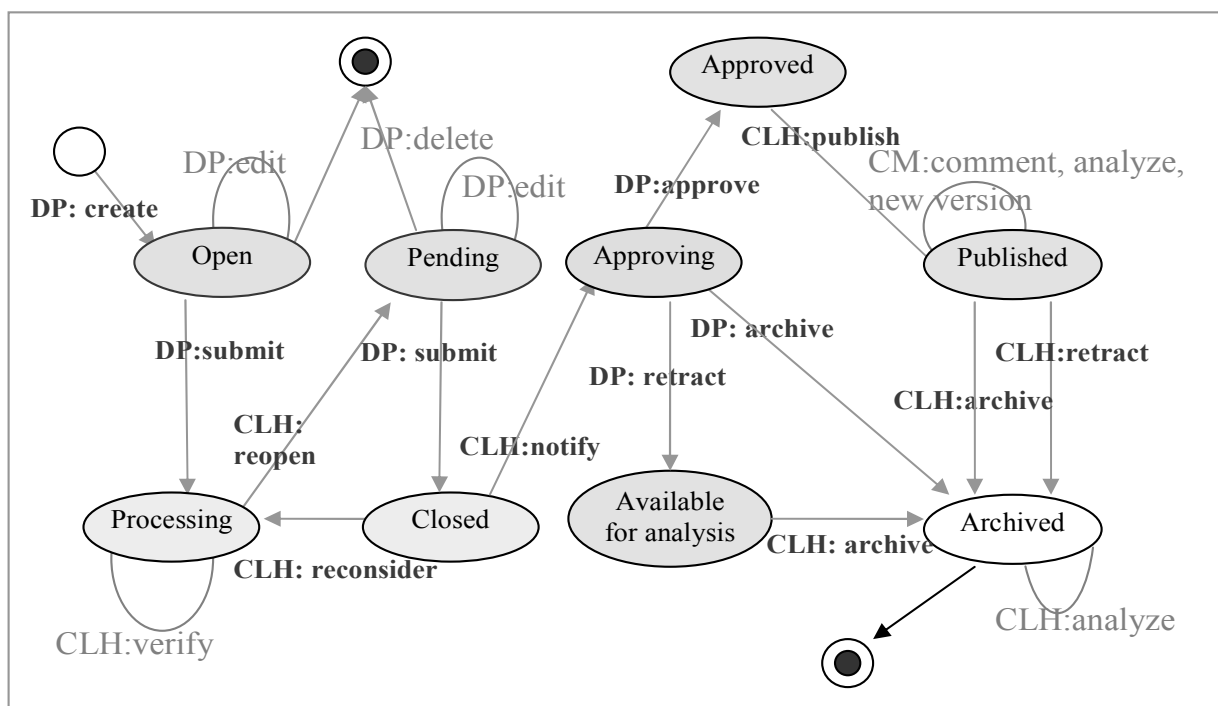 Approved
DP:delete
CLH:publish
DP:edit
CM:comment, analyze,
new version
DP:edit
DP:approve
DP: create
Open
Pending
Approving
Published
DP:submit
DP: submit
DP: archive
CLH:retract
DP: retract
CLH:archive
CLH:
reopen
CLH:notify
Processing
Closed
Available
for analysis
Archived
CLH: reconsider
CLH: archive
CLH:verify
CLH:analyze